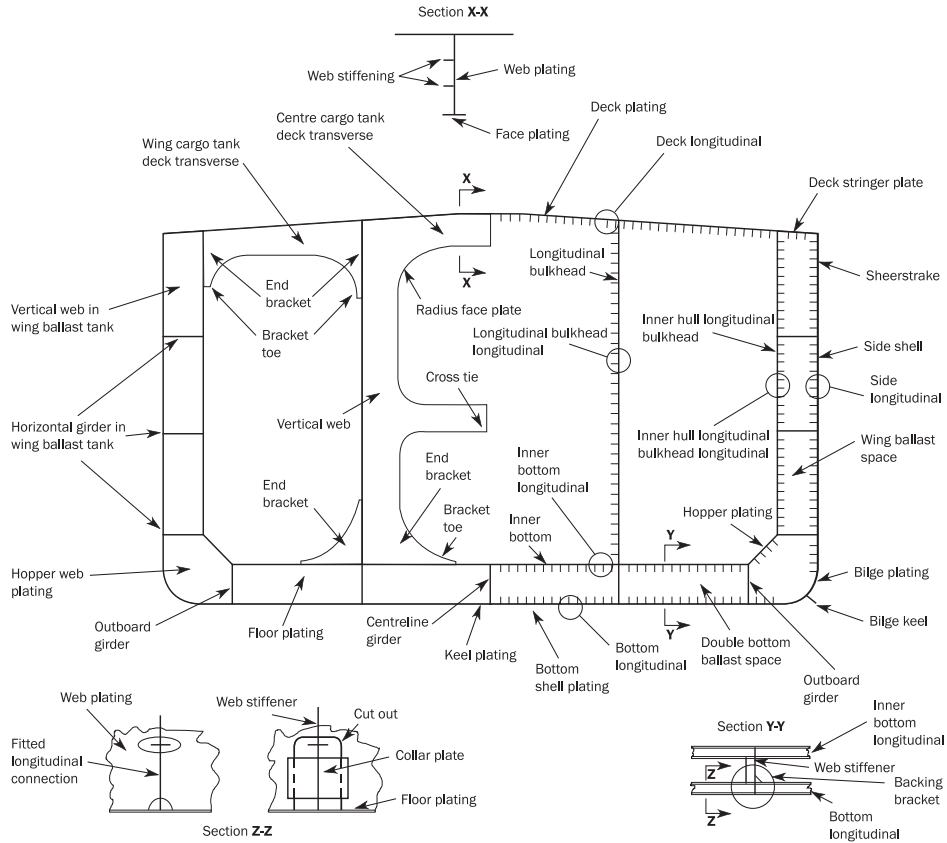 Section X-X
Web stiffening
Web plating
Face plating
Centre cargo tank
deck transverse
Wing cargo tank
deck transverse
Deck plating
Deck longitudinal
Deck stringer plate
X
X
Longitudinal
bulkhead
Sheerstrake
End
bracket
Radius face plate
Vertical web in
wing ballast tank
Bracket
toe
Inner hull longitudinal
bulkhead
Longitudinal bulkhead
longitudinal
Side shell
Cross tie
Side
longitudinal
Horizontal girder in
wing ballast tank
Vertical web
Inner hull longitudinal
bulkhead longitudinal
Wing ballast
space
Inner
bottom
longitudinal
End
bracket
End
bracket
Bracket
toe
Hopper plating
Inner
bottom
Y
Hopper web
plating
Bilge plating
Outboard
girder
Floor plating
Centreline
girder
Keel plating
Bottom
shell plating
Bottom
longitudinal
Y
Double bottom
ballast space
Bilge keel
Outboard
girder
Web plating
Fitted
longitudinal
connection
Web stiffener
Cut out
Collar plate
Floor plating
Section Z-Z
Section Y-Y
Inner
bottom
longitudinal
Web stiffener
Z
Backing
bracket
Z
Bottom
longitudinal